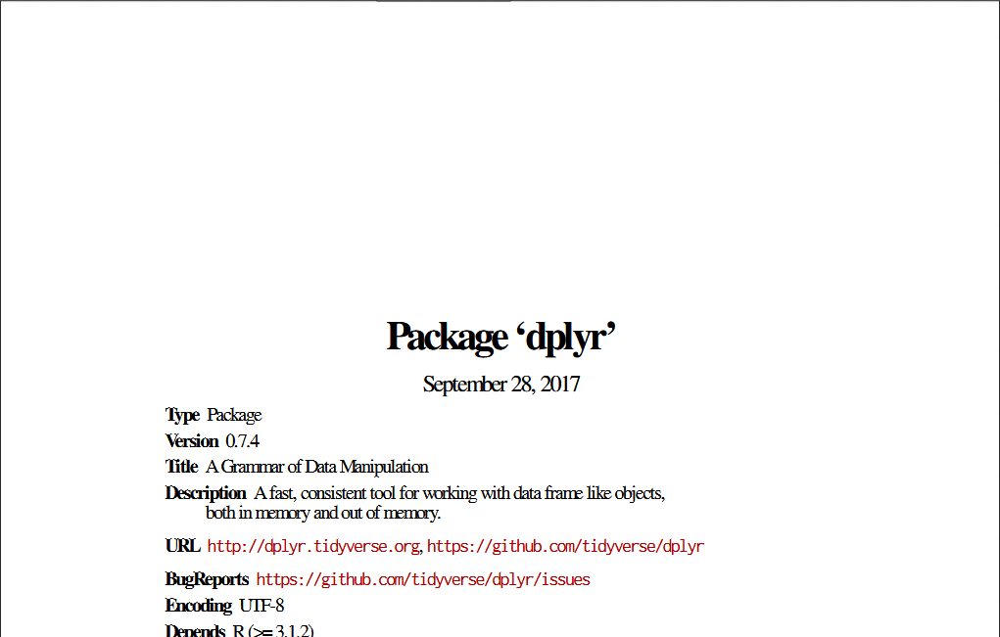 Package ‘dplyr’
September 28, 2017
Type Package
Version 0.7.4
Title A Grammar of Data Manipulation
Description A fast, consistent tool for working with data frame like objects,
both in memory and out of memory.
URL http://dplyr.tidyverse.org, https://github.com/tidyverse/dplyr
BugReports https://github.com/tidyverse/dplyr/issues
Encoding UTF-8
Depends R (>= 3.1.2)